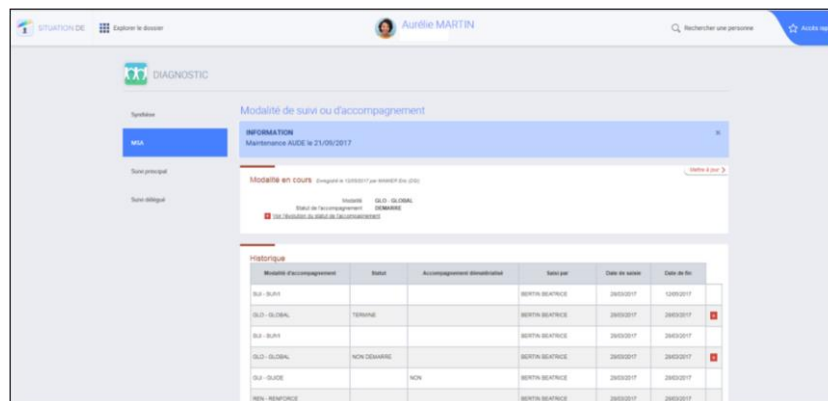 SITUATION DE
Explorer le dossier
Aurélie MARTIN
Rechercher une personne
Accès rap
DIAGNOSTIC
Synthèse
MSA
Suivi principal
Suivi délégué
Modalité de suivi ou d'accompagnement
INFORMATION
Maintenance AUDE le 21/09/2017
Modalité en cours
Mettre à jour
Modalité GLO - GLOBAL
Statut de l'accompagnement DEMARRE
Voir l'évolution du statut de l'accompagnement
Historique
Modalité d'accompagnement Statut Accompagnement dématérialisé Saisi par Date de saisie Date de fin
SUI - SUIVI BERTIN BEATRICE 29/03/2017 12/09/2017
GLO - GLOBAL TERMINE BERTIN BEATRICE 29/03/2017 29/03/2017
SUI - SUIVI BERTIN BEATRICE 29/03/2017 29/03/2017
GLO - GLOBAL NON DEMARRE BERTIN BEATRICE 29/03/2017 29/03/2017
GUI - GUIDE NON BERTIN BEATRICE 29/03/2017 29/03/2017
REN - RENFORCE BERTIN BEATRICE 29/03/2017 29/03/2017